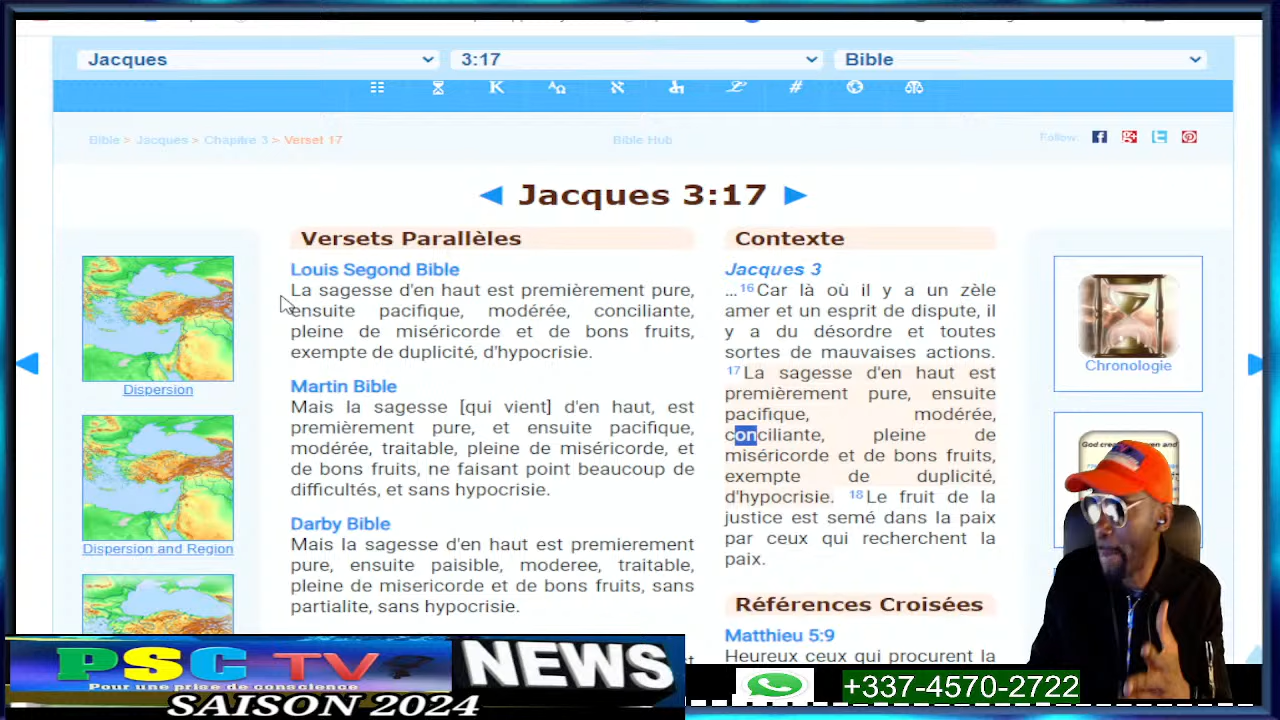 Jacques
3:17
Bible
Bible > Jacques > Chapitre 3 > Verset 17
Bible Hub
Follow:
Jacques 3:17
Dispersion
Dispersion and Region
Versets Parallèles
Louis Segond Bible
La sagesse d'en haut est premièrement pure,
ensuite pacifique, modérée, conciliante,
pleine de miséricorde et de bons fruits,
exempte de duplicité, d'hypocrisie.
Martin Bible
Mais la sagesse [qui vient] d'en haut, est
premièrement pure, et ensuite pacifique,
modérée, traitable, pleine de miséricorde, et
de bons fruits, ne faisant point beaucoup de
difficultés, et sans hypocrisie.
Darby Bible
Mais la sagesse d'en haut est premierement
pure, ensuite paisible, moderee, traitable,
pleine de misericorde et de bons fruits, sans
partialite, sans hypocrisie.
Contexte
Jacques 3
…16Car là où il y a un zèle
amer et un esprit de dispute, il
y a du désordre et toutes
sortes de mauvaises actions.
17La sagesse d'en haut est
premièrement pure, ensuite
pacifique, modérée,
conciliante, pleine de
miséricorde et de bons fruits,
exempte de duplicité,
d'hypocrisie. 18Le fruit de la
justice est semé dans la paix
par ceux qui recherchent la
paix.
Références Croisées
Matthieu 5:9
Heureux ceux qui procurent la
Chronologie
PSC TV
Pour une prise de conscience
NEWS
SAISON 2024
+337-4570-2722